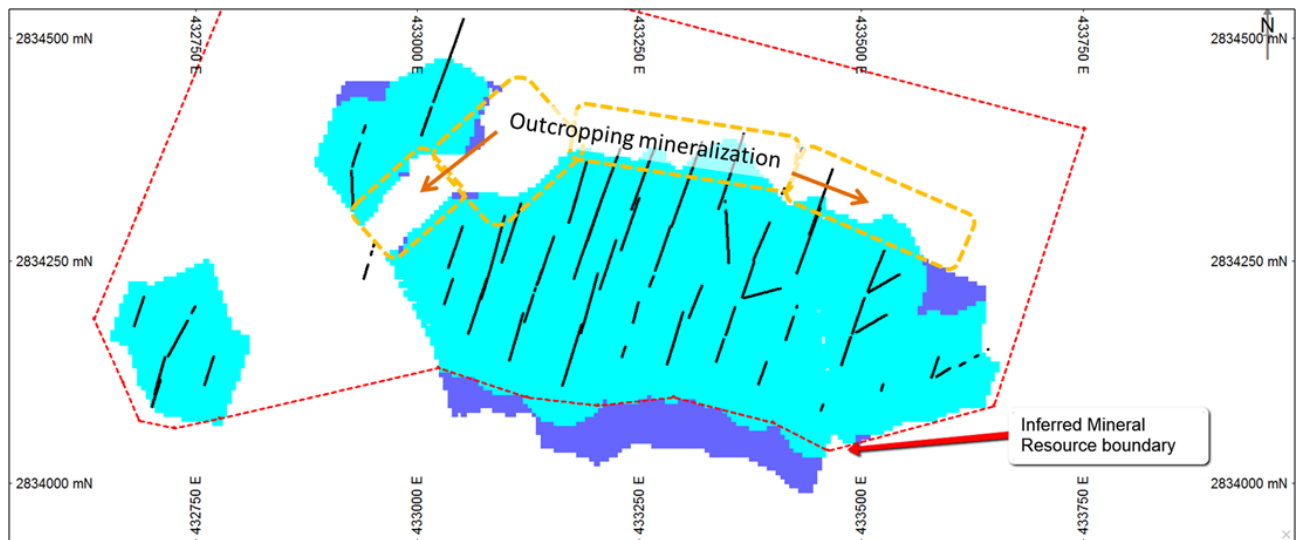 432750 E
433000 E
433250 E
433500 E
433750 E
N
2834500 mN
2834500 mN
Outcropping mineralization
2834250 mN
2834250 mN
Inferred Mineral
Resource boundary
2834000 mN
2834000 mN
432750 E
433000 E
433250 E
433500 E
433750 E